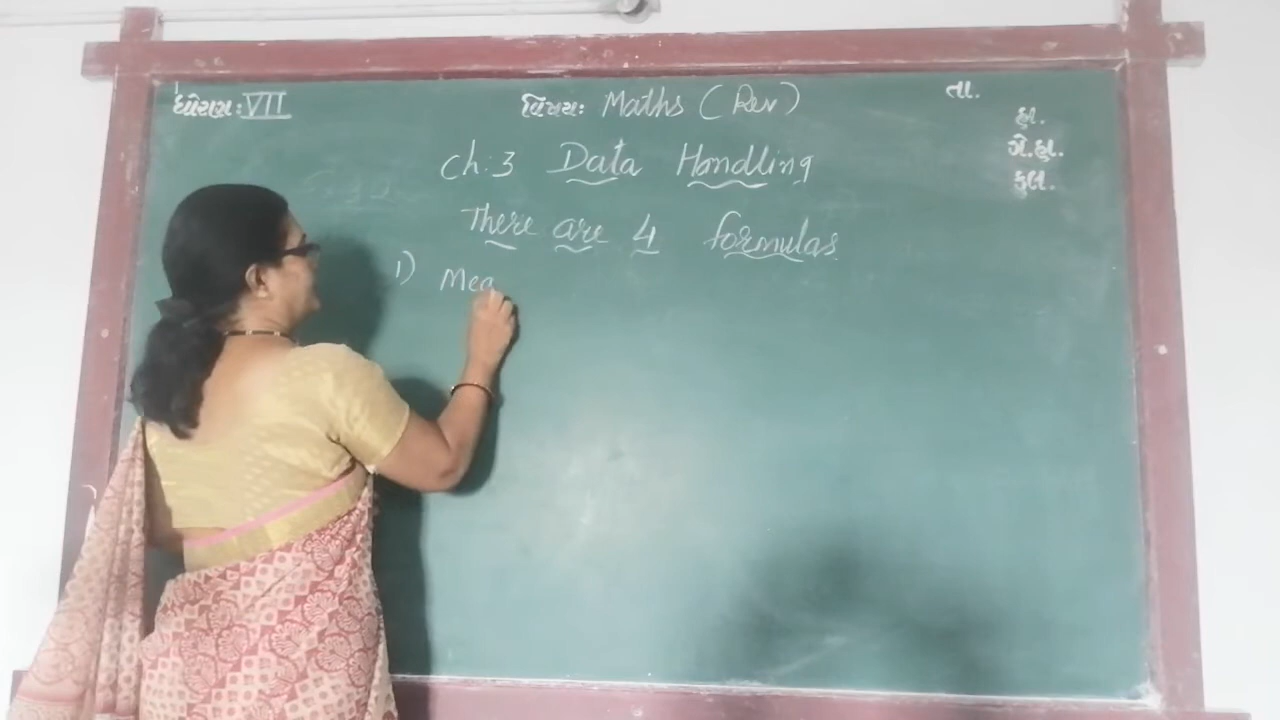 ધોરણ: VII
વિષય: Maths (Rev)
તા.
હા.
ગે.હા.
કુલ.
Ch:3 Data Handling
There are 4 formulas.
1) Mea